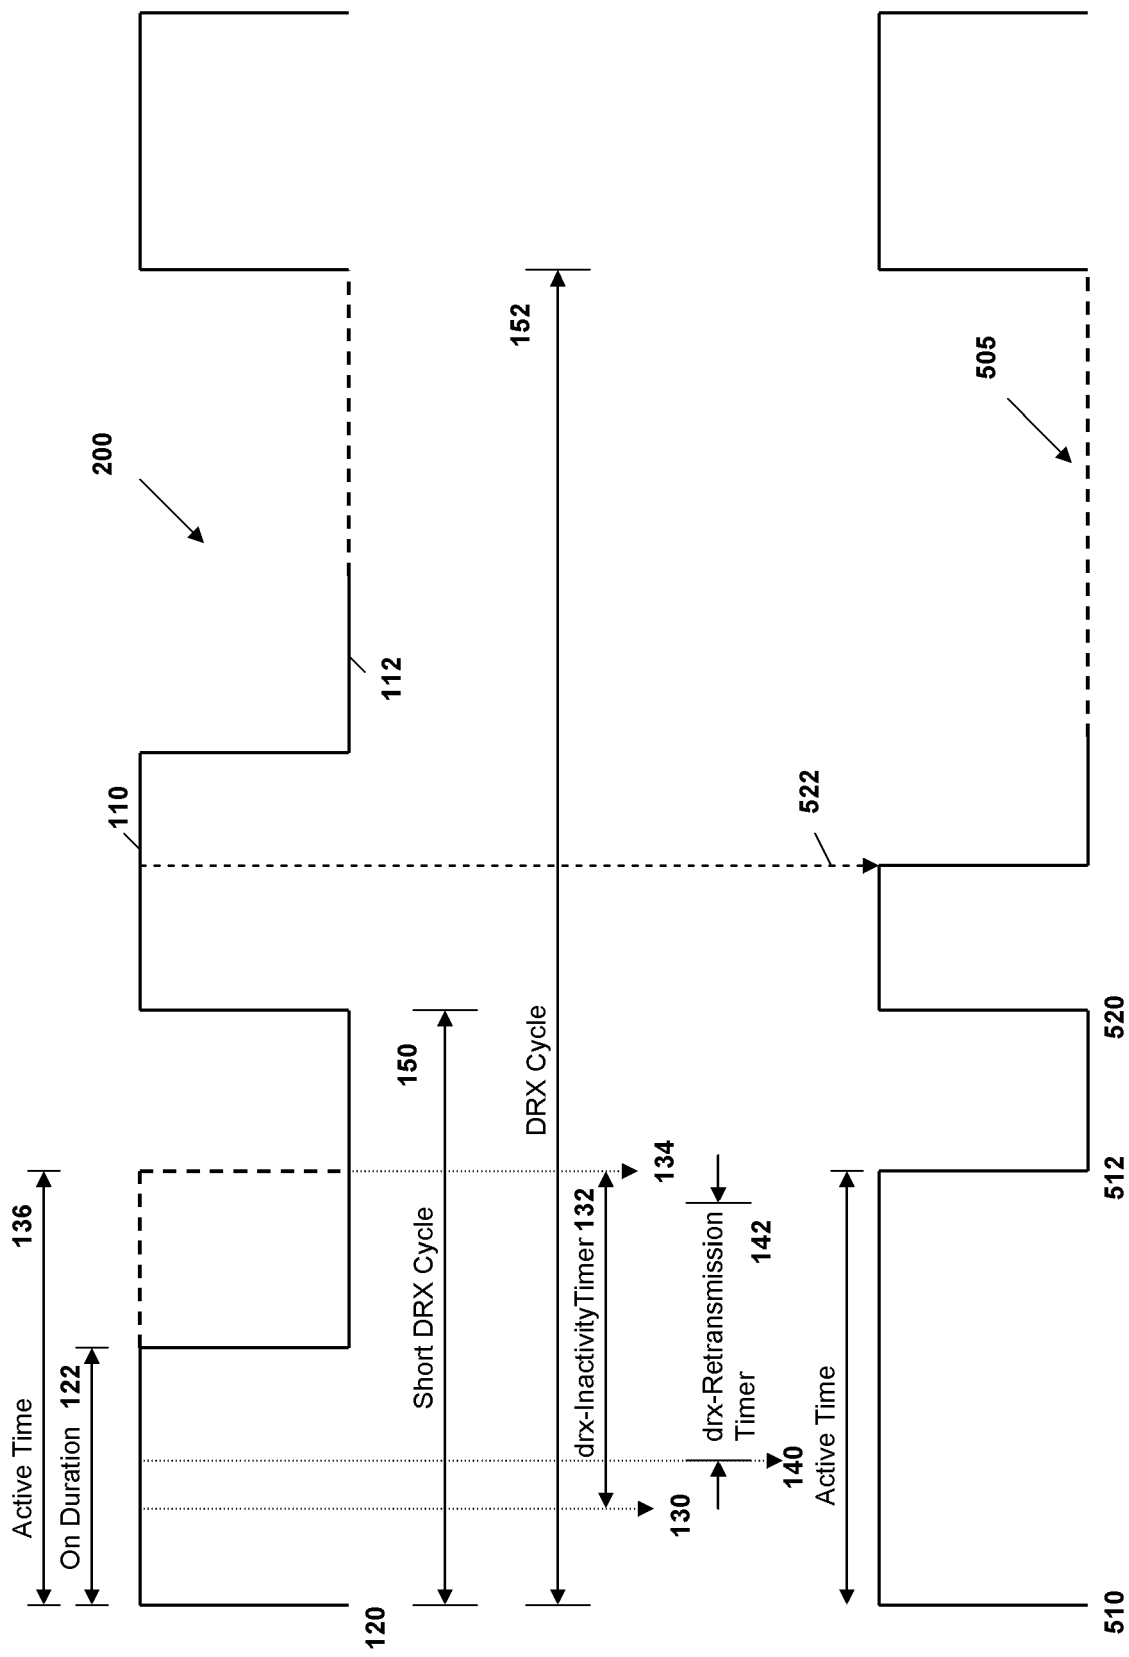 Active Time 136
On Duration 122
120
110
112
200
Short DRX Cycle
150
DRX Cycle
152
drx-InactivityTimer 132
134
130
drx-Retransmission
Timer
142
140
Active Time
522
505
510
512
520